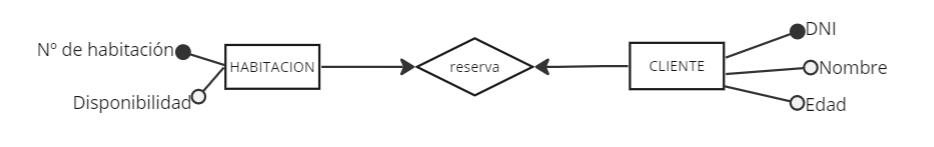 Nº de habitación
Disponibilidad
HABITACION
reserva
CLIENTE
DNI
Nombre
Edad